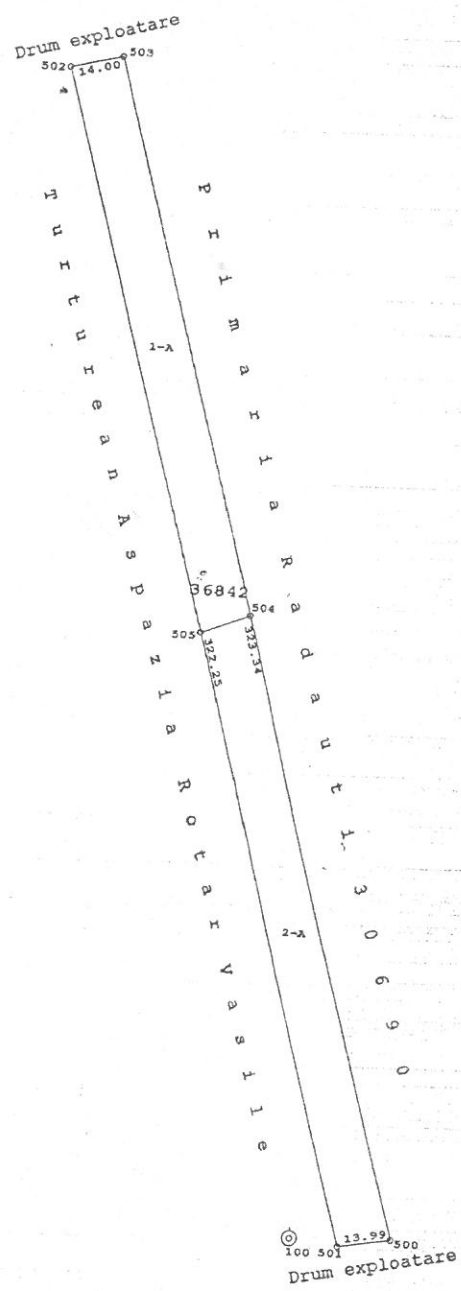 Drum exploatare
502
503
14.00
Turturean Aspazia Rotar Vasile
Primaria Radauti 30690
1-A
36842
504
505
322.25
323.34
2-A
13.99
100
501
500
Drum exploatare